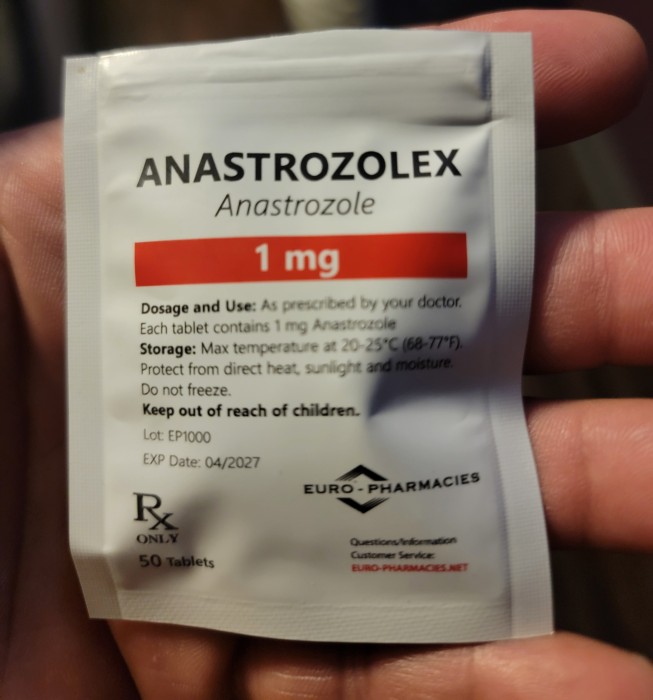 ANASTROZOLEX
Anastrozole
1 mg
Dosage and Use: As prescribed by your doctor.
Each tablet contains 1 mg Anastrozole
Storage: Max temperature at 20-25°C (68-77°F).
Protect from direct heat, sunlight and moisture.
Do not freeze.
Keep out of reach of children.
Lot: EP1000
EXP Date: 04/2027
EURO-PHARMACIES
Rx
ONLY
50 Tablets
Questions/Information
Customer Service:
EURO-PHARMACIES.NET